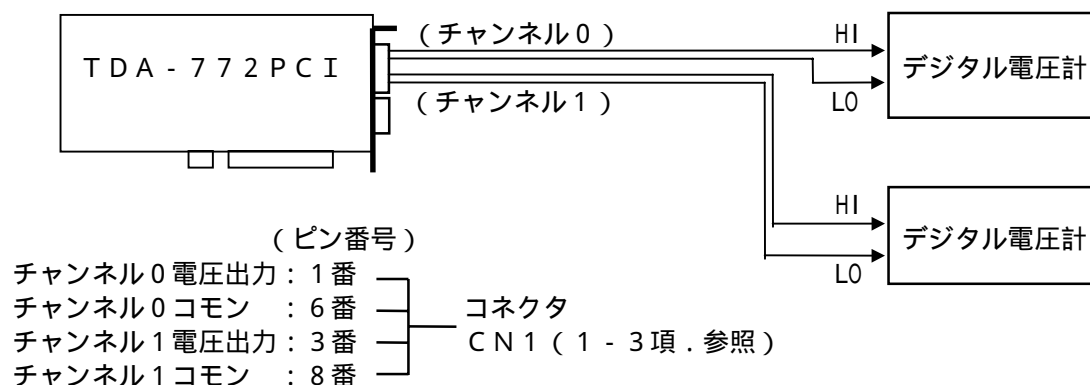 (チャンネル0)
HI
TDA-772PCI
デジタル電圧計
LO
(チャンネル1)
HI
デジタル電圧計
LO
(ピン番号)
チャンネル0電圧出力:1番
チャンネル0コモン :6番
チャンネル1電圧出力:3番
チャンネル1コモン :8番
コネクタ
CN1(1-3項.参照)